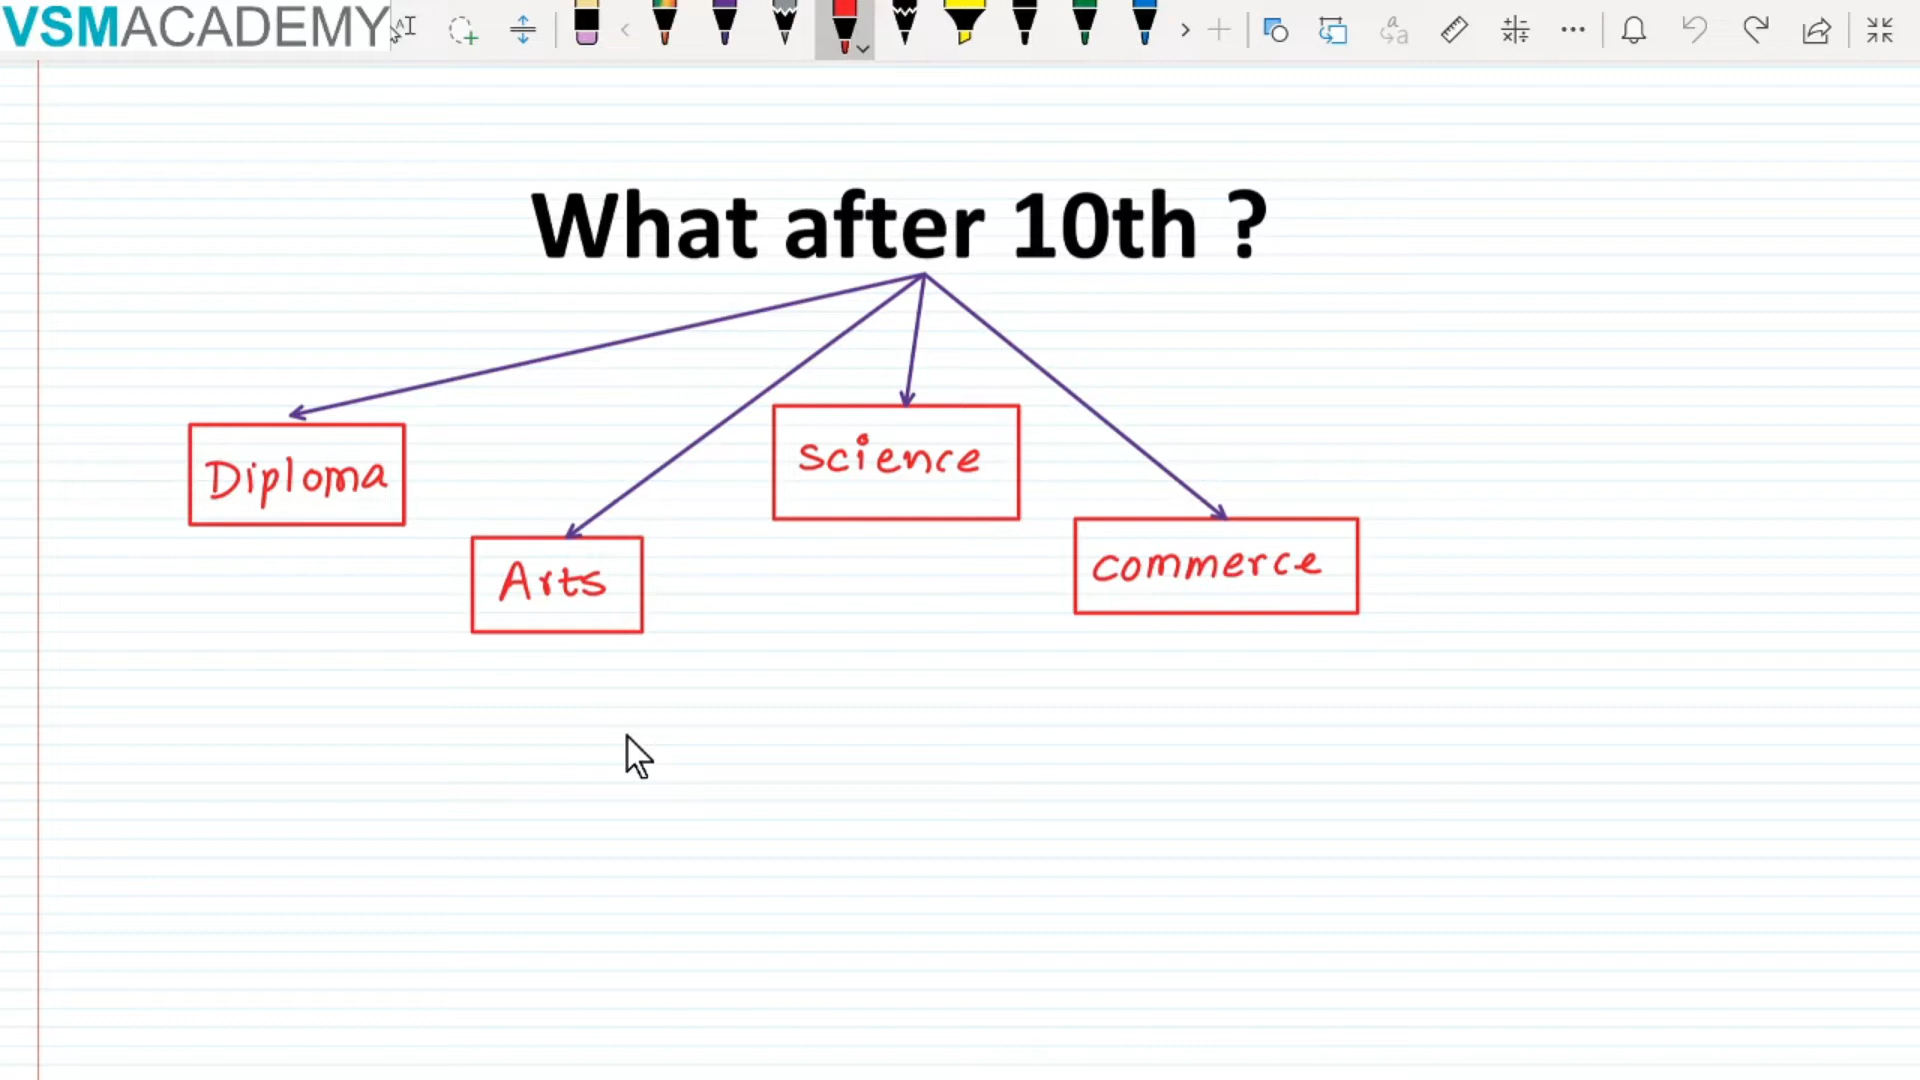 VSMACADEMY
What after 10th ?
Diploma
Science
Arts
commerce